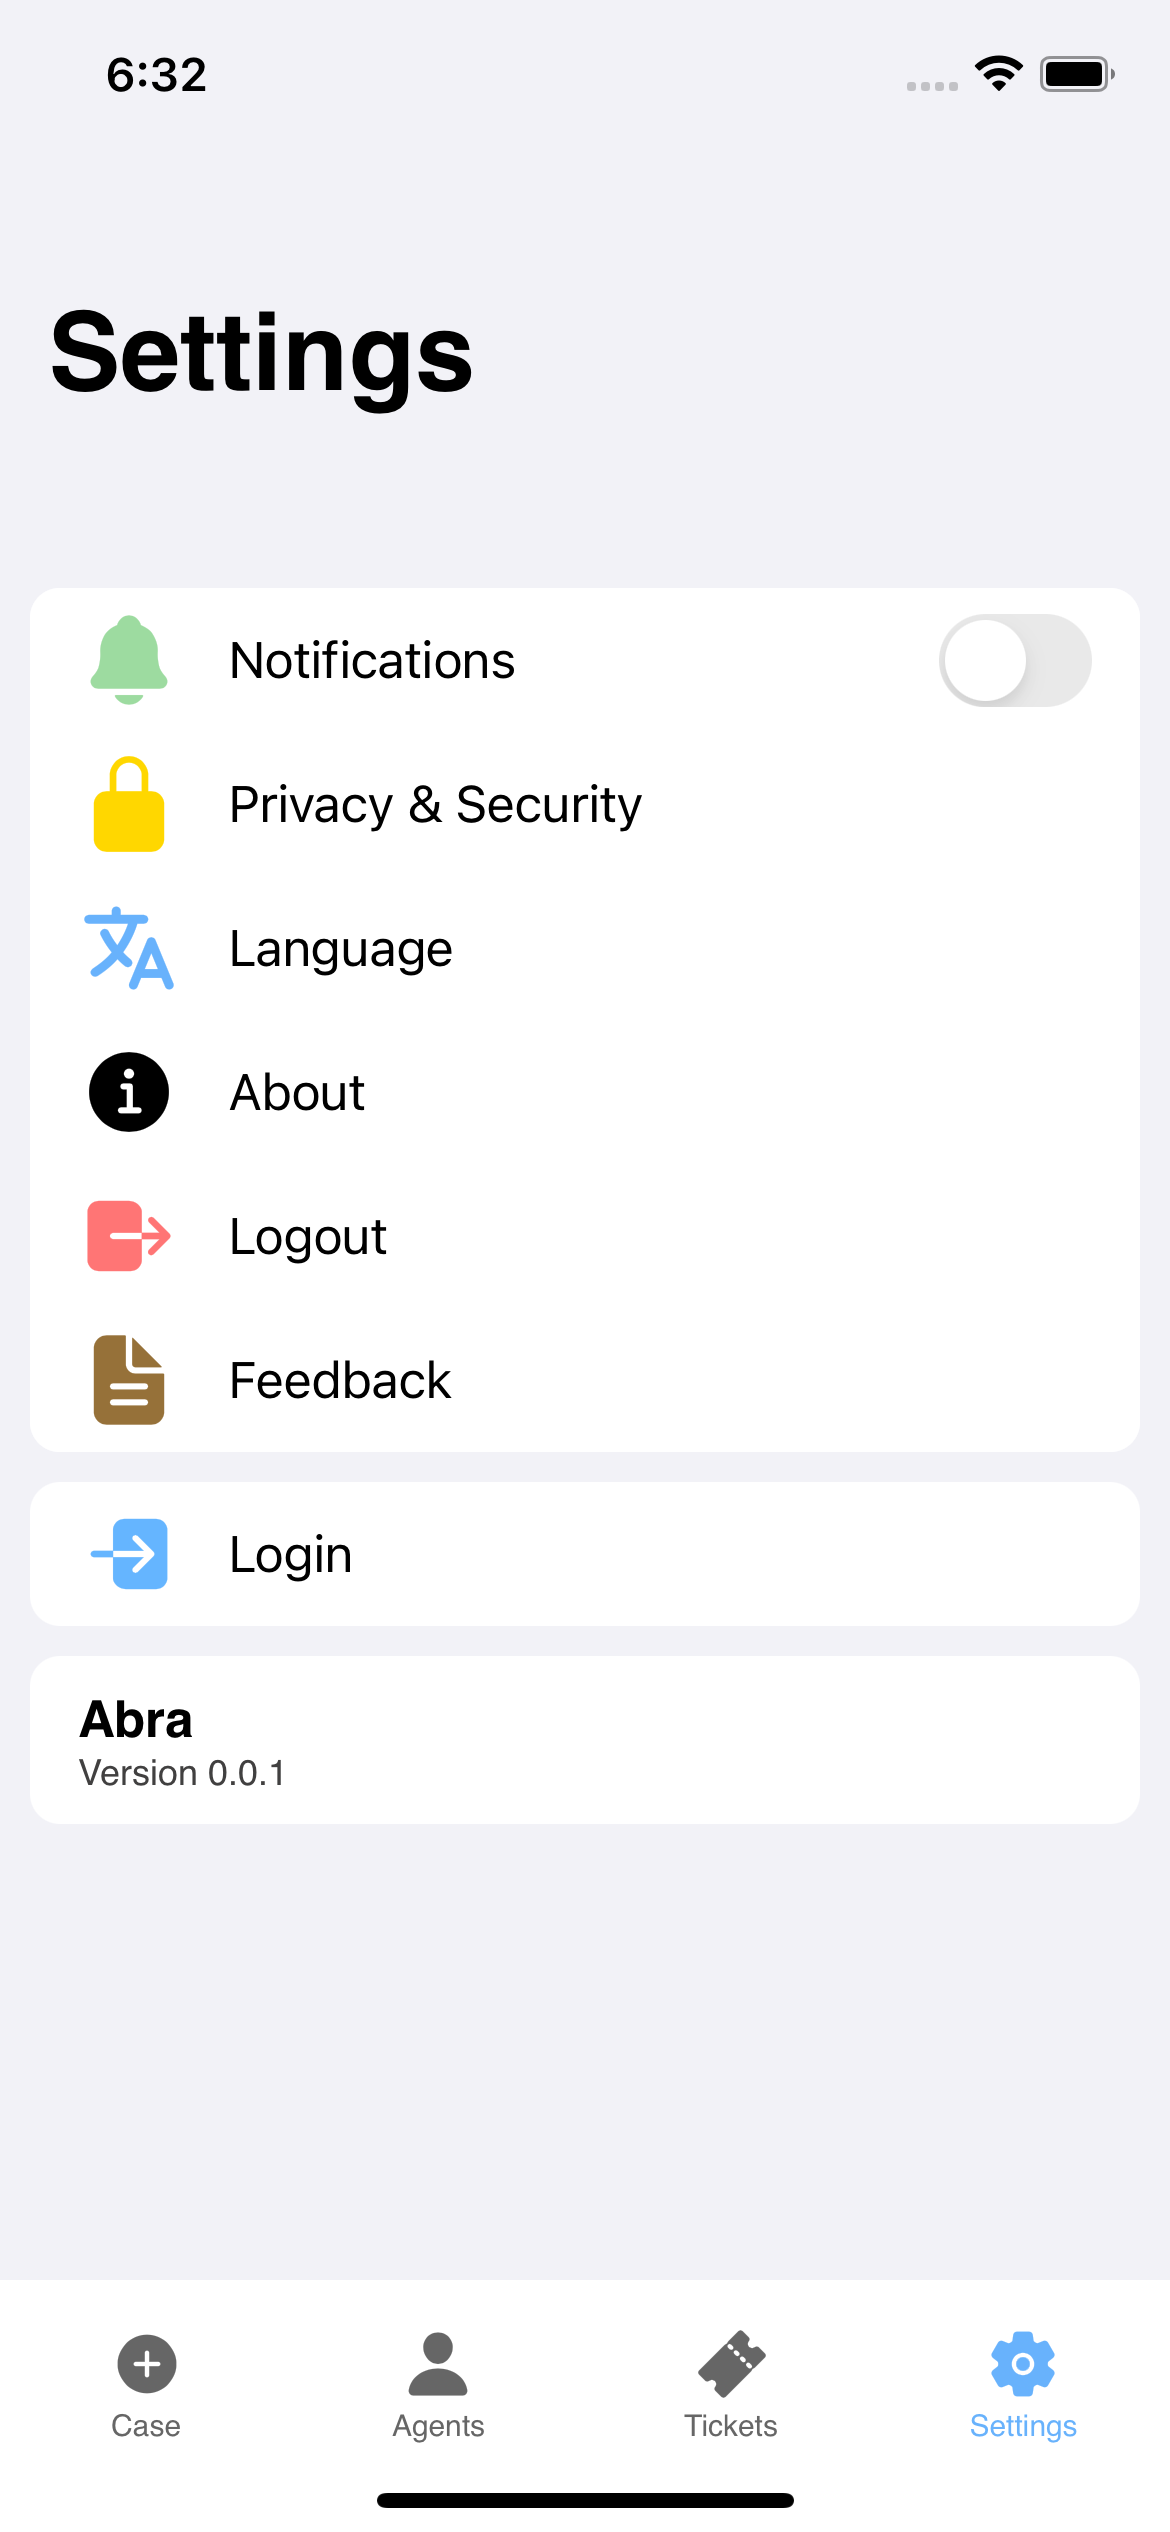 6:32
Settings
Notifications
Privacy & Security
Language
About
Logout
Feedback
Login
Abra
Version 0.0.1
Case
Agents
Tickets
Settings